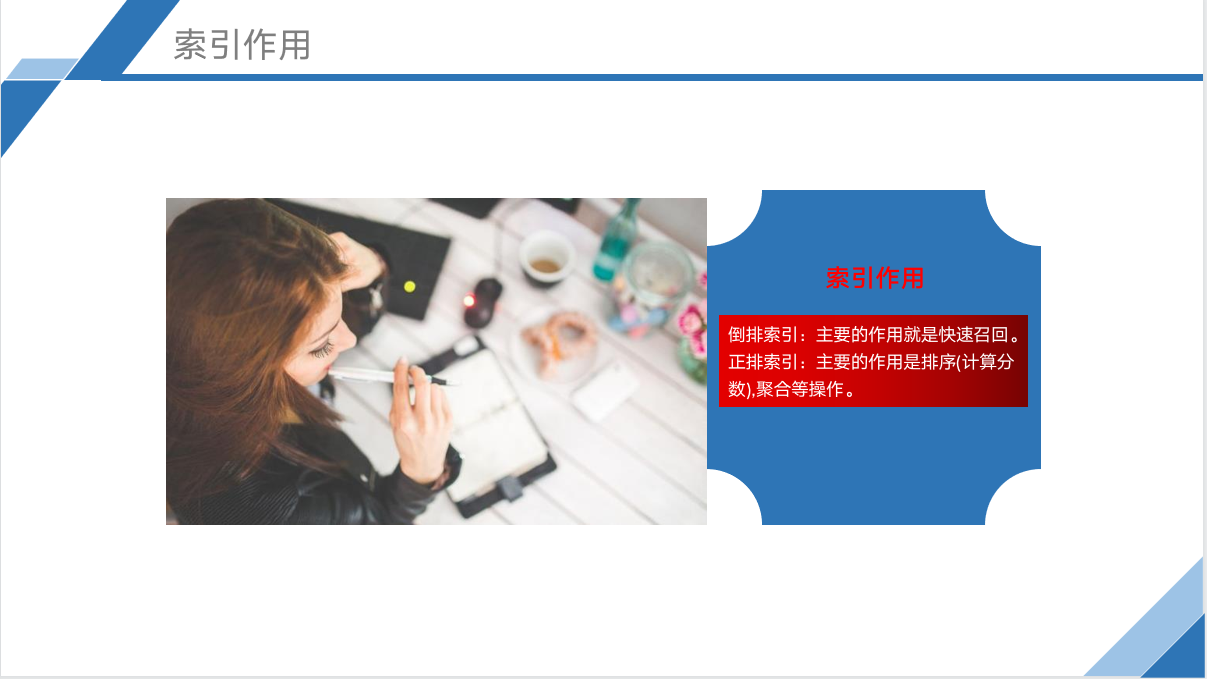 索引作用
索引作用
倒排索引：主要的作用就是快速召回。
正排索引：主要的作用是排序(计算分
数),聚合等操作。